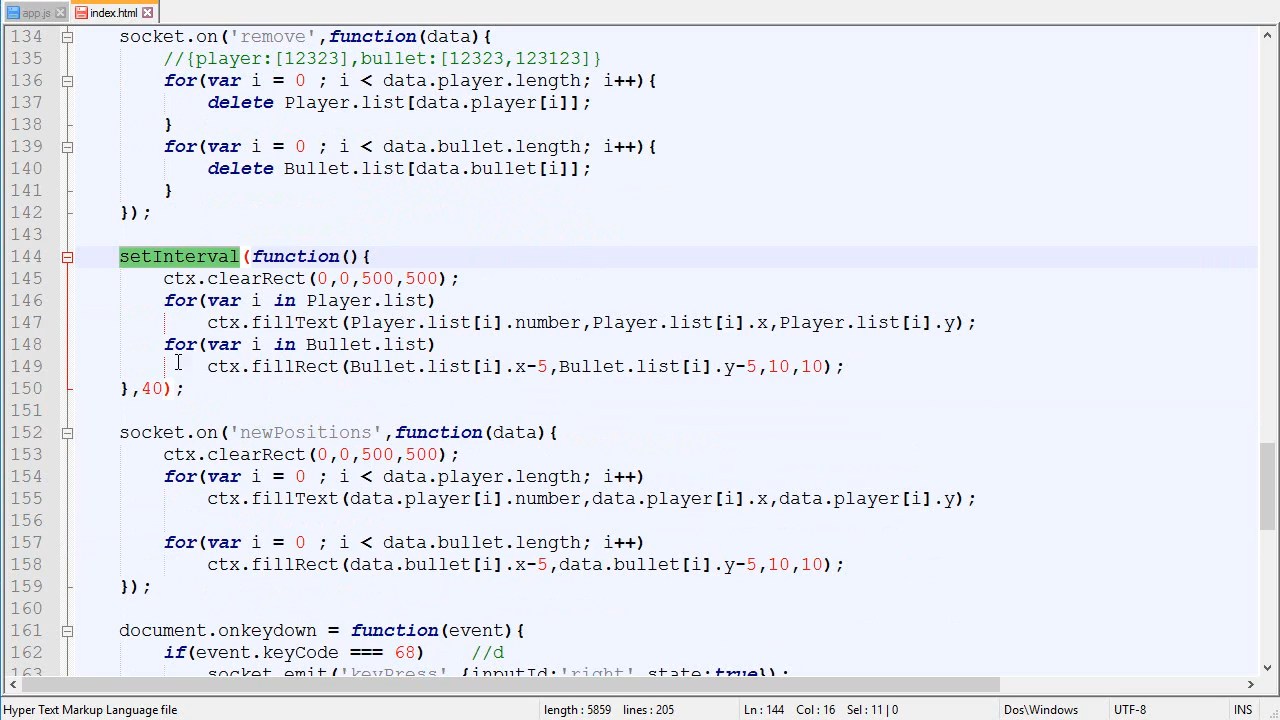 app.js index.html
134 socket.on('remove',function(data){
135 //{player:[12323],bullet:[12323,123123]}
136 for(var i = 0 ; i < data.player.length; i++){
137 delete Player.list[data.player[i]];
138 }
139 for(var i = 0 ; i < data.bullet.length; i++){
140 delete Bullet.list[data.bullet[i]];
141 }
142 });
143
144 setInterval(function(){
145 ctx.clearRect(0,0,500,500);
146 for(var i in Player.list)
147 ctx.fillText(Player.list[i].number,Player.list[i].x,Player.list[i].y);
148 for(var i in Bullet.list)
149 ctx.fillRect(Bullet.list[i].x-5,Bullet.list[i].y-5,10,10);
150 },40);
151
152 socket.on('newPositions',function(data){
153 ctx.clearRect(0,0,500,500);
154 for(var i = 0 ; i < data.player.length; i++)
155 ctx.fillText(data.player[i].number,data.player[i].x,data.player[i].y);
156
157 for(var i = 0 ; i < data.bullet.length; i++)
158 ctx.fillRect(data.bullet[i].x-5,data.bullet[i].y-5,10,10);
159 });
160
161 document.onkeydown = function(event){
162 if(event.keyCode === 68) //d
163 socket.emit('keyPress',{inputId:'right',state:true});
Hyper Text Markup Language file length : 5859 lines : 205 Ln : 144 Col : 16 Sel : 11 | 0 Dos\Windows UTF-8 INS